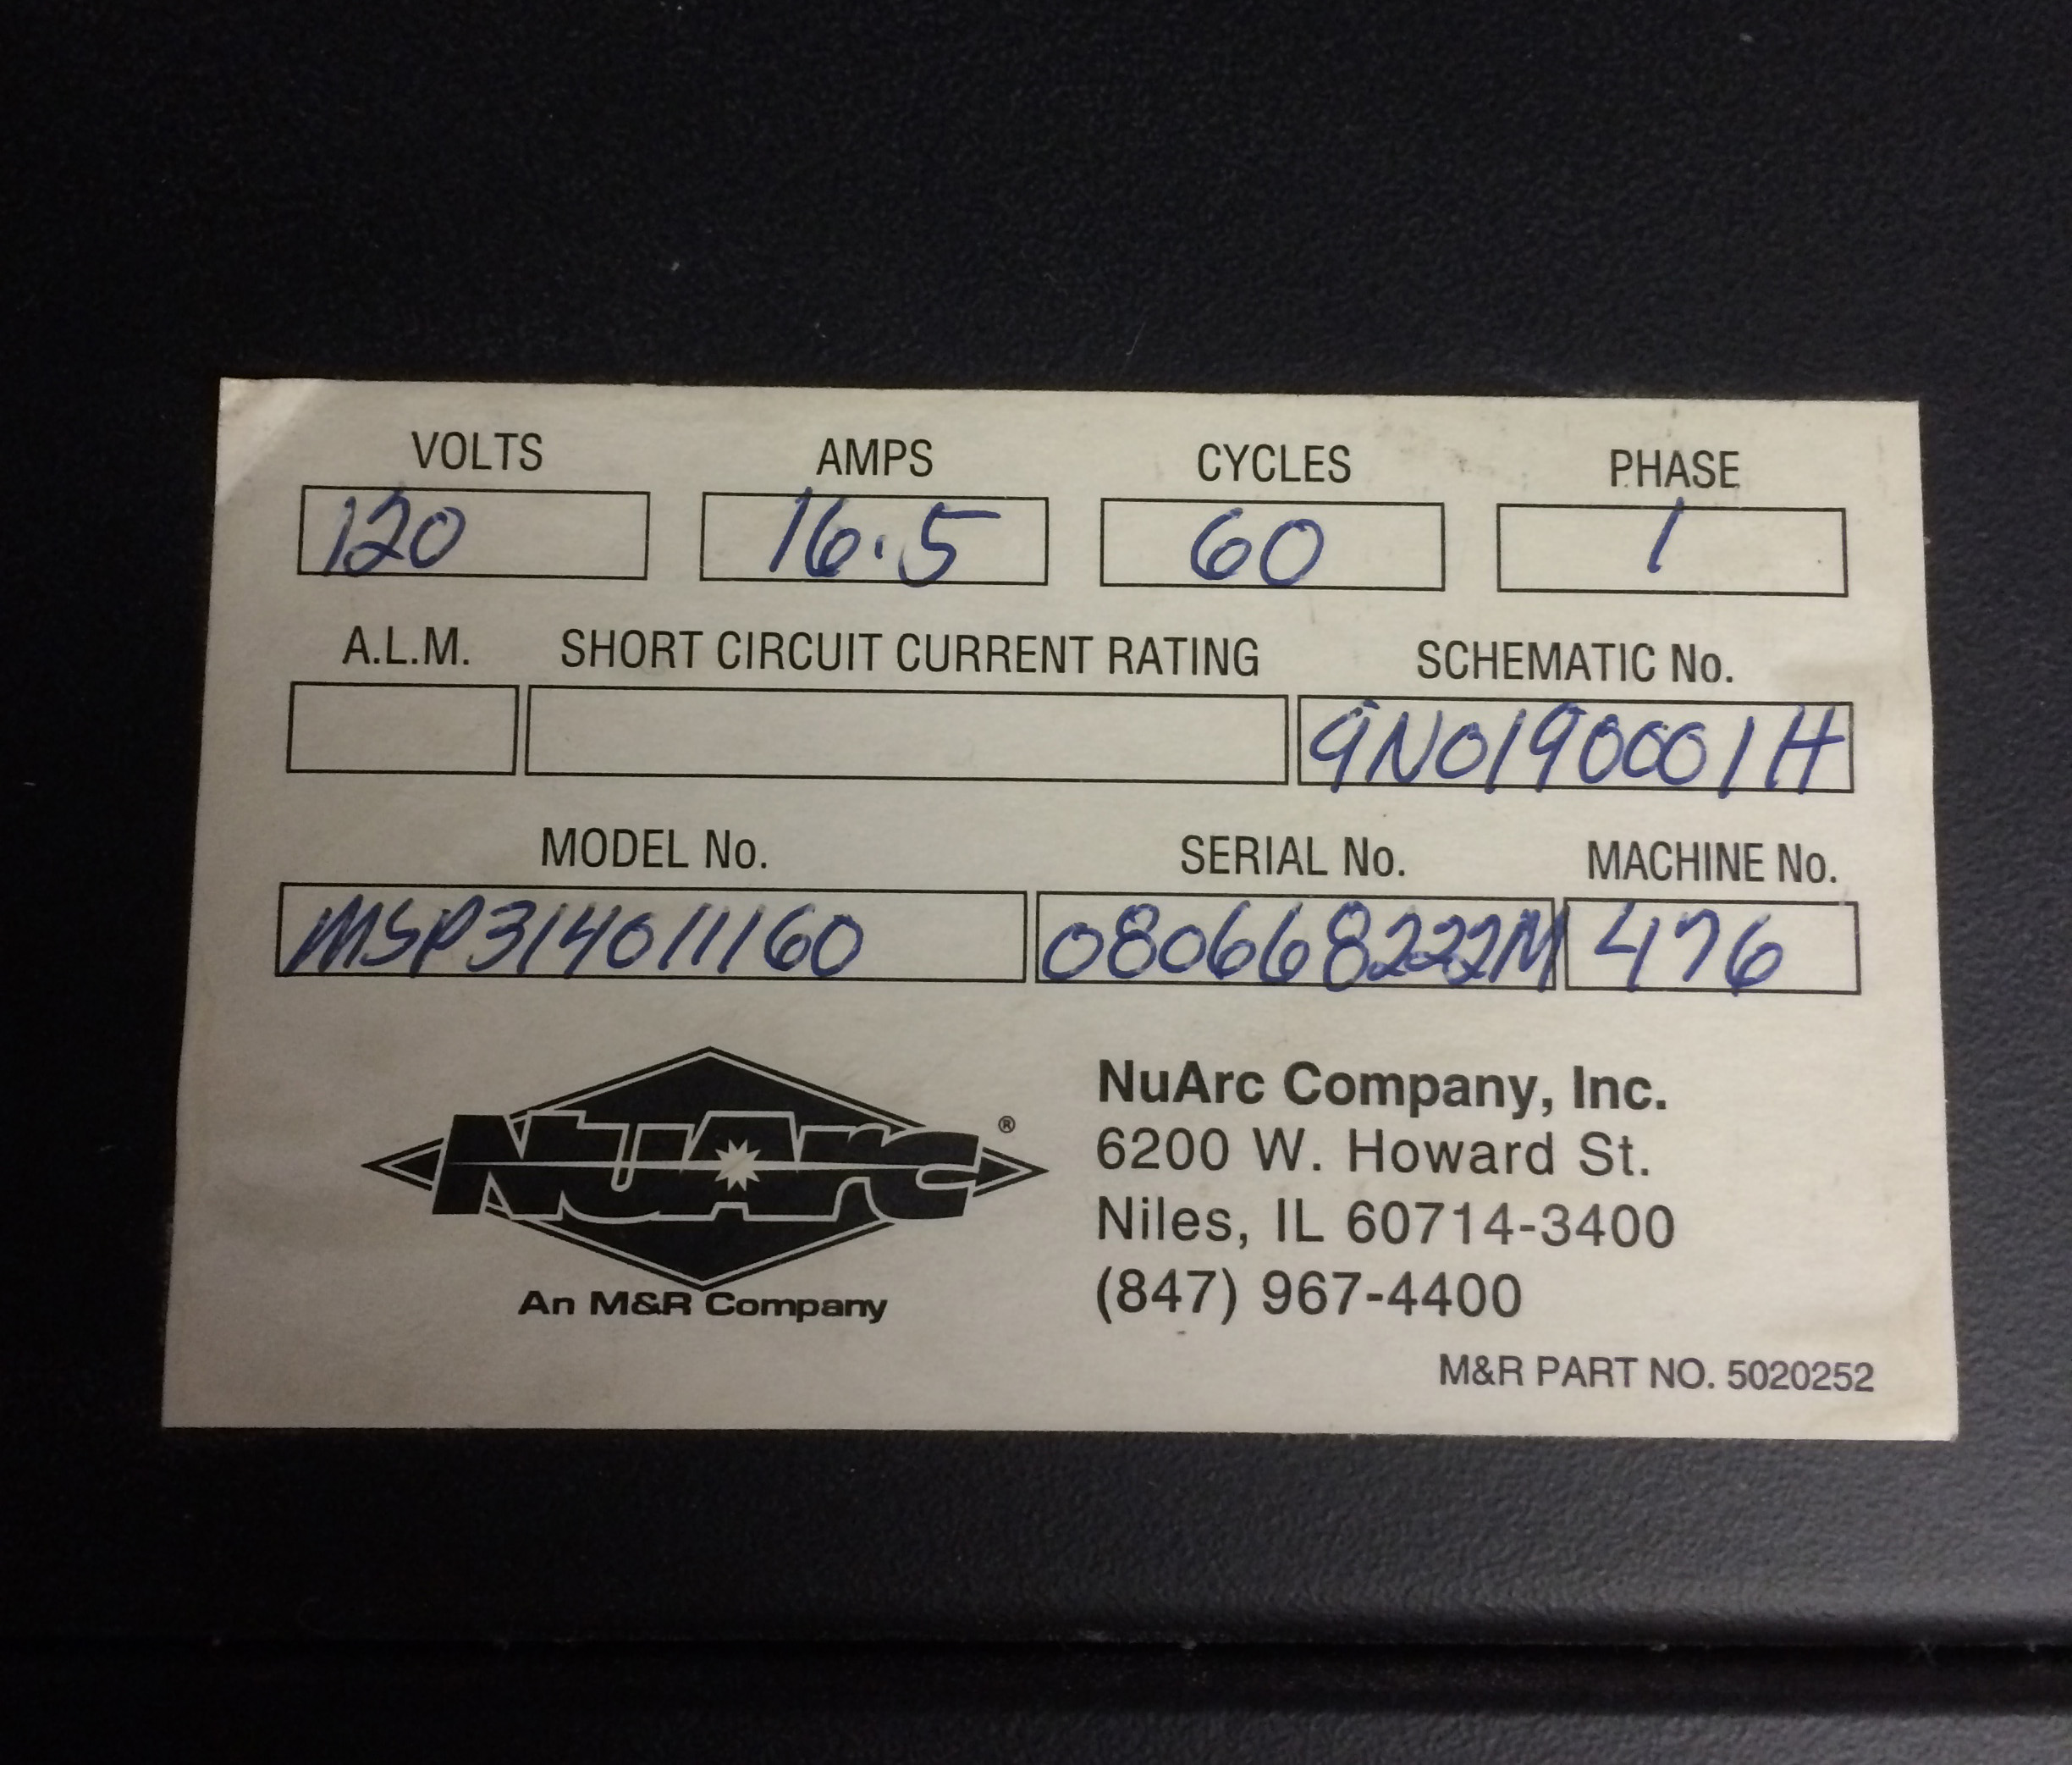 VOLTS AMPS CYCLES PHASE
120 16.5 60 1
A.L.M. SHORT CIRCUIT CURRENT RATING SCHEMATIC No.
9N0190001H
MODEL No. SERIAL No. MACHINE No.
MSP314011160 080668222M 476
NuArc ®
An M&R Company
NuArc Company, Inc.
6200 W. Howard St.
Niles, IL 60714-3400
(847) 967-4400
M&R PART NO. 5020252